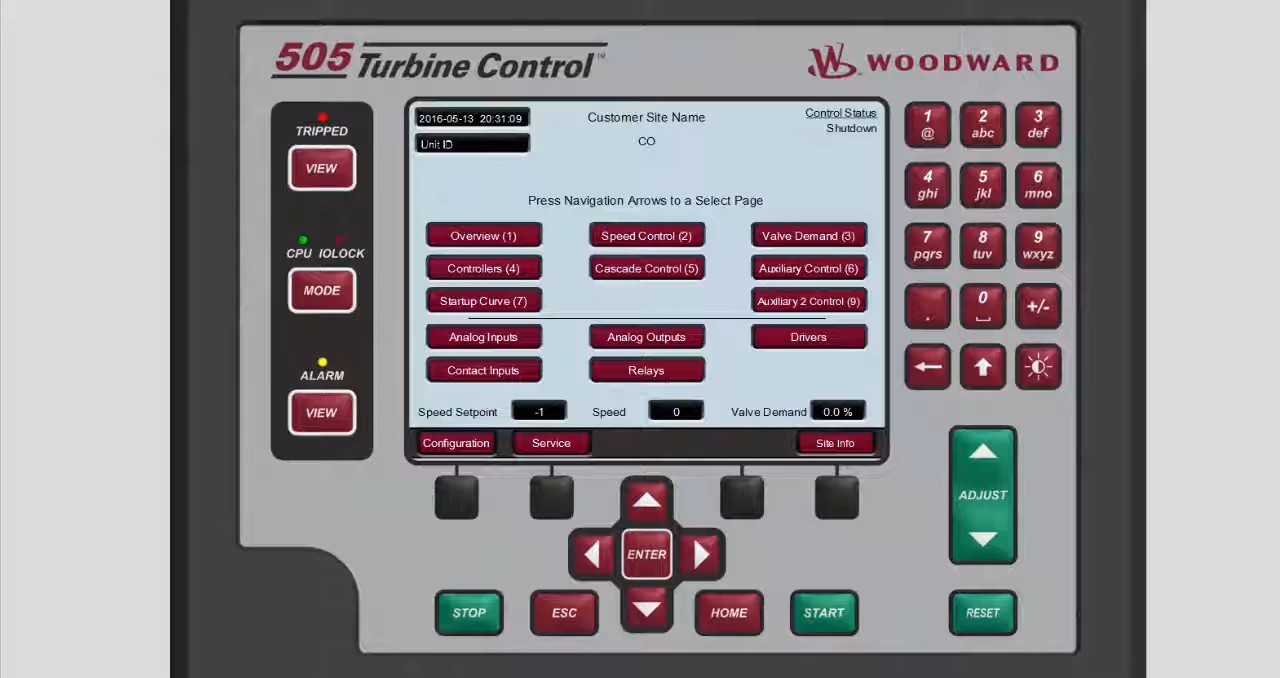 505 Turbine Control™
WOODWARD
TRIPPED
VIEW
CPU IOLOCK
MODE
ALARM
VIEW
2016-05-13 20:31:09
Unit ID
Customer Site Name
CO
Control Status
Shutdown
Press Navigation Arrows to a Select Page
Overview (1) Speed Control (2) Valve Demand (3)
Controllers (4) Cascade Control (5) Auxiliary Control (6)
Startup Curve (7) Auxiliary 2 Control (9)
Analog Inputs Analog Outputs Drivers
Contact Inputs Relays
Speed Setpoint -1 Speed 0 Valve Demand 0.0 %
Configuration Service Site Info
1 2 3
@ abc def
4 5 6
ghi jkl mno
7 8 9
pqrs tuv wxyz
. 0 +/-
ADJUST
ENTER
STOP ESC HOME START RESET